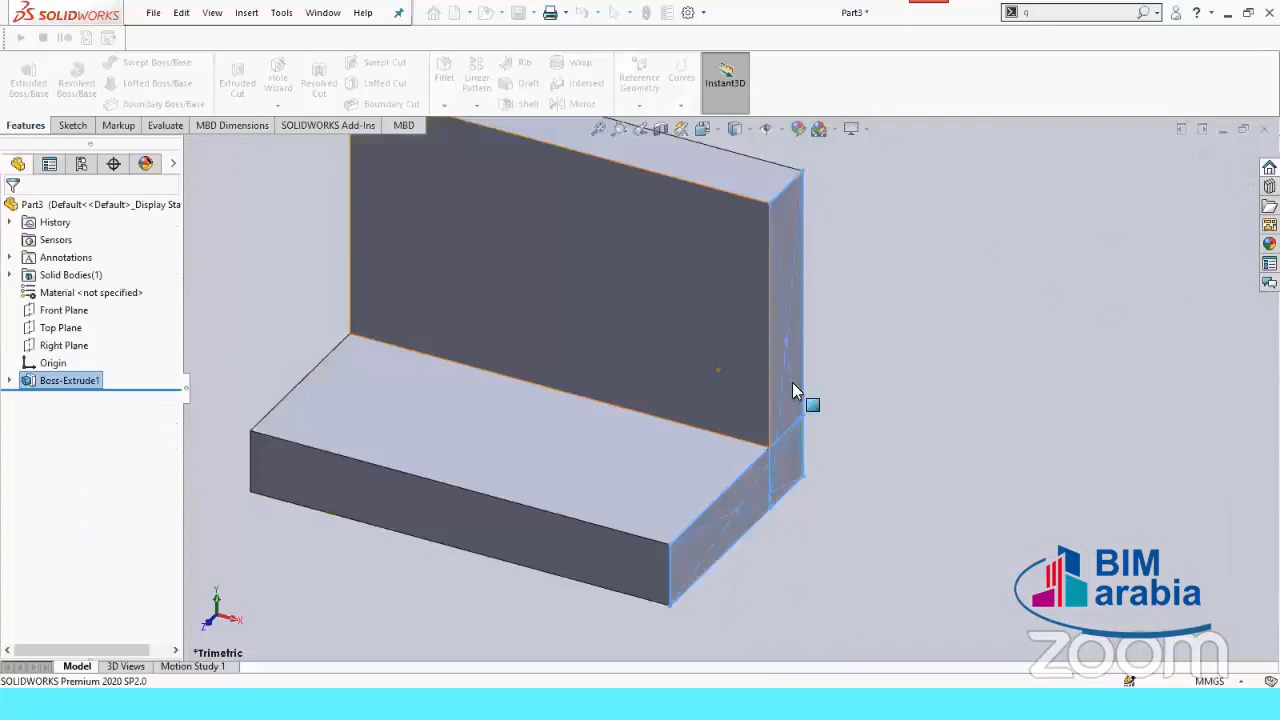 SOLIDWORKS File Edit View Insert Tools Window Help Part3 * q ?
Swept Boss/Base Swept Cut Rib Wrap
Extruded Boss/Base Revolved Boss/Base Lofted Boss/Base Extruded Cut Hole Wizard Revolved Cut Lofted Cut Fillet Linear Pattern Draft Intersect Reference Geometry Curves Instant3D
Boundary Boss/Base Boundary Cut Shell Mirror
Features Sketch Markup Evaluate MBD Dimensions SOLIDWORKS Add-Ins MBD
Part3 (Default<<Default>_Display Sta
History
Sensors
Annotations
Solid Bodies(1)
Material <not specified>
Front Plane
Top Plane
Right Plane
Origin
Boss-Extrude1
BIM
arabia
Y
X
Z
*Trimetric
zoom
Model 3D Views Motion Study 1
SOLIDWORKS Premium 2020 SP2.0 MMGS